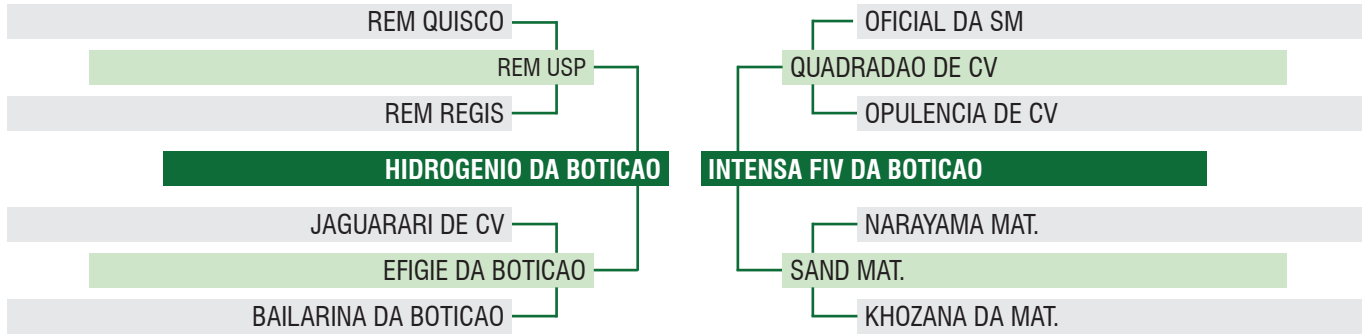 REM QUISCO
REM USP
REM REGIS
HIDROGENIO DA BOTICAO
JAGUARARI DE CV
EFIGIE DA BOTICAO
BAILARINA DA BOTICAO
OFICIAL DA SM
QUADRADAO DE CV
OPULENCIA DE CV
INTENSA FIV DA BOTICAO
NARAYAMA MAT.
SAND MAT.
KHOZANA DA MAT.